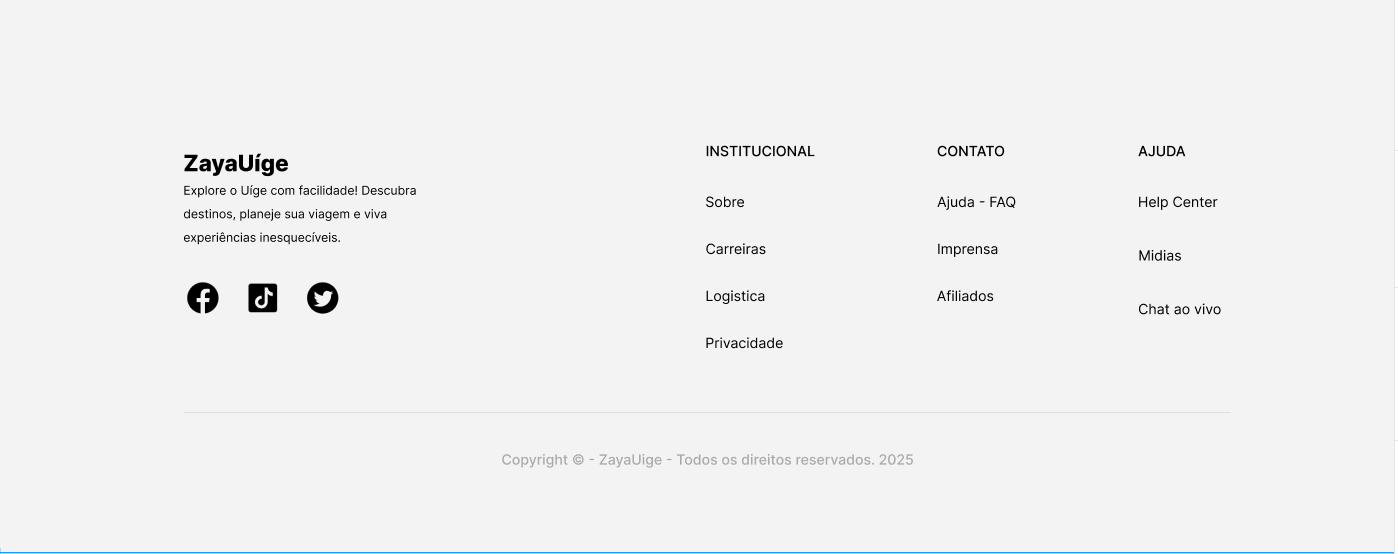 ZayaUíge
Explore o Uíge com facilidade! Descubra
destinos, planeje sua viagem e viva
experiências inesquecíveis.
INSTITUCIONAL
Sobre
Carreiras
Logistica
Privacidade
CONTATO
Ajuda - FAQ
Imprensa
Afiliados
AJUDA
Help Center
Midias
Chat ao vivo
Copyright © - ZayaUige - Todos os direitos reservados. 2025